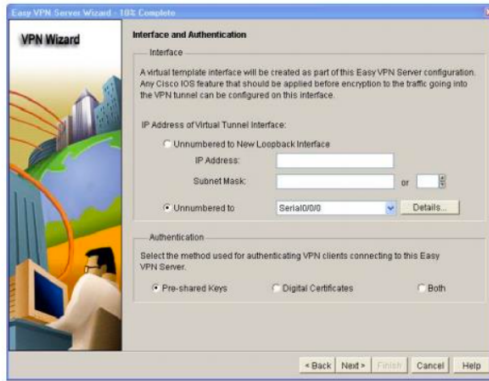 Easy VPN Server Wizard - 10% Complete
VPN Wizard
Interface and Authentication
Interface
A virtual template interface will be created as part of this Easy VPN Server configuration.
Any Cisco IOS feature that should be applied before encryption to the traffic going into
the VPN tunnel can be configured on this interface.
IP Address of Virtual Tunnel Interface:
Unnumbered to New Loopback Interface
IP Address:
Subnet Mask: or
Unnumbered to Serial0/0/0 Details...
Authentication
Select the method used for authenticating VPN clients connecting to this Easy
VPN Server.
Pre-shared Keys Digital Certificates Both
< Back Next > Finish Cancel Help